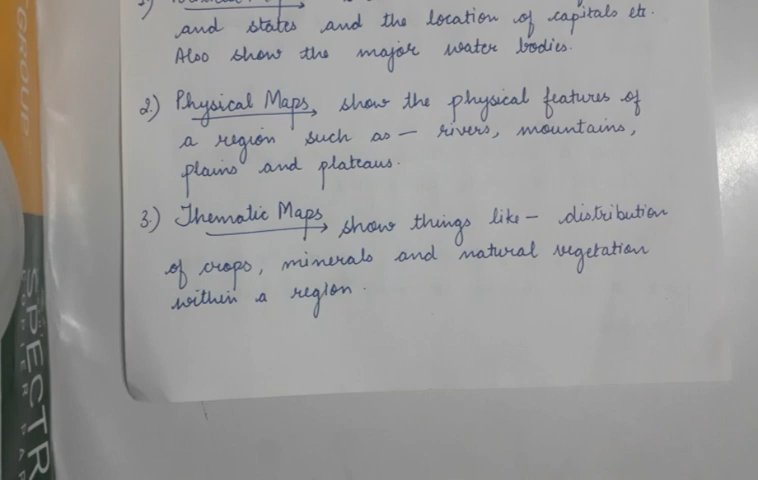 and states and the location of capitals etc.
Also show the major water bodies.
2.) Physical Maps → show the physical features of
a region such as — rivers, mountains,
plains and plateaus.
3.) Thematic Maps → show things like — distribution
of crops, minerals and natural vegetation
within a region.
GROUP
SPECTR